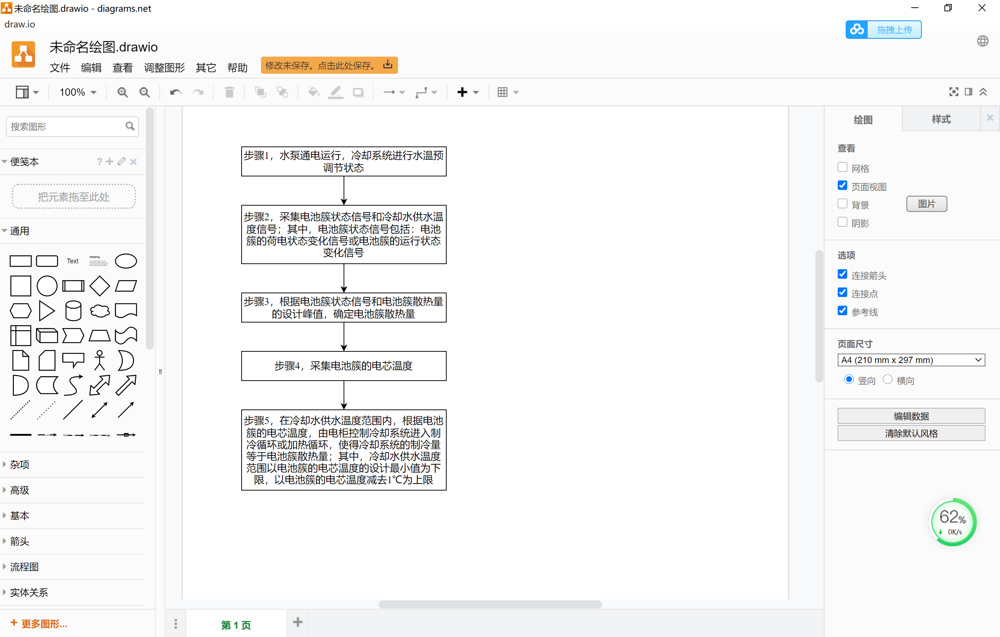 未命名绘图.drawio - diagrams.net
draw.io
拖拽上传
未命名绘图.drawio
文件 编辑 查看 调整图形 其它 帮助
修改未保存。点击此处保存。
100%
搜索图形
便笺本
?
把元素拖至此处
通用
Text
Heading
杂项
高级
基本
箭头
流程图
实体关系
+ 更多图形...
步骤1，水泵通电运行，冷却系统进行水温预
调节状态
步骤2，采集电池簇状态信号和冷却水供水温
度信号；其中，电池簇状态信号包括：电池
簇的荷电状态变化信号或电池簇的运行状态
变化信号
步骤3，根据电池簇状态信号和电池簇散热量
的设计峰值，确定电池簇散热量
步骤4，采集电池簇的电芯温度
步骤5，在冷却水供水温度范围内，根据电池
簇的电芯温度，由电柜控制冷却系统进入制
冷循环或加热循环，使得冷却系统的制冷量
等于电池簇散热量；其中，冷却水供水温度
范围以电池簇的电芯温度的设计最小值为下
限，以电池簇的电芯温度减去1℃为上限
第 1 页
绘图
样式
查看
网格
页面视图
背景
图片
阴影
选项
连接箭头
连接点
参考线
页面尺寸
A4 (210 mm x 297 mm)
竖向 横向
编辑数据
清除默认风格
62%
0K/s